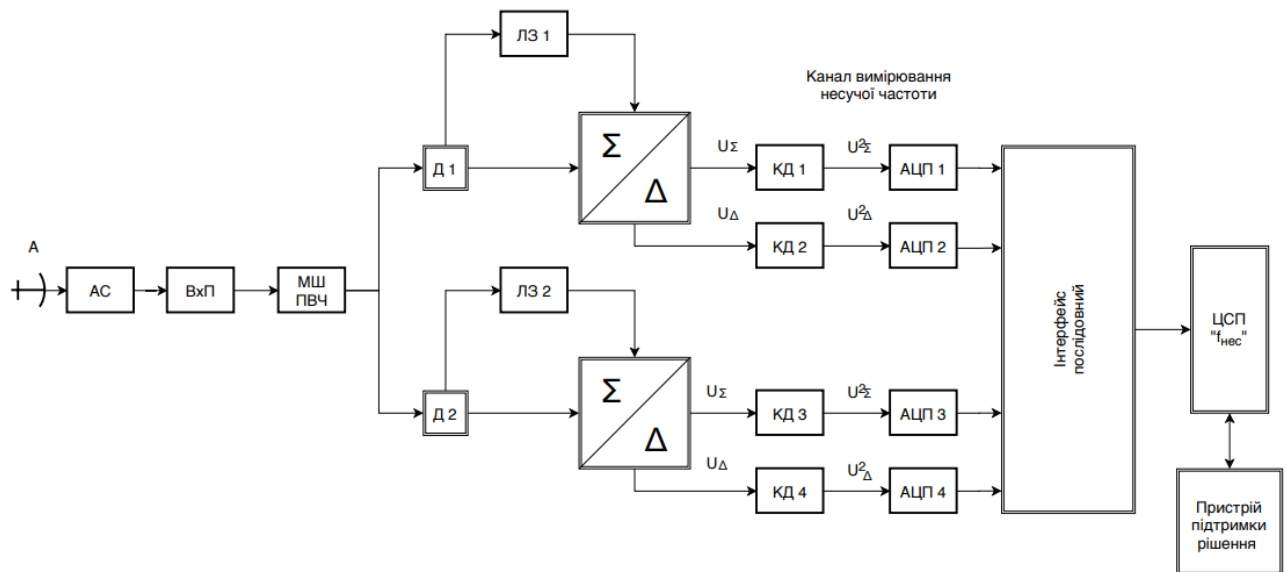 ЛЗ 1
Канал вимірювання
несучої частоти
Σ
Δ
UΣ
U²Σ
Д 1
КД 1
АЦП 1
UΔ
U²Δ
КД 2
АЦП 2
А
АС
ВхП
МШ
ПВЧ
ЛЗ 2
Інтерфейс
послідовний
ЦСП
"fнес"
Σ
Δ
UΣ
U²Σ
Д 2
КД 3
АЦП 3
UΔ
U²Δ
КД 4
АЦП 4
Пристрій
підтримки
рішення